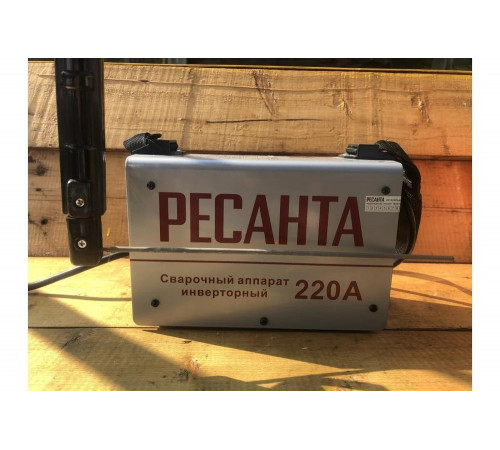 РЕСАНТА
РЕСАНТА
Сварочный аппарат
инверторный 220А